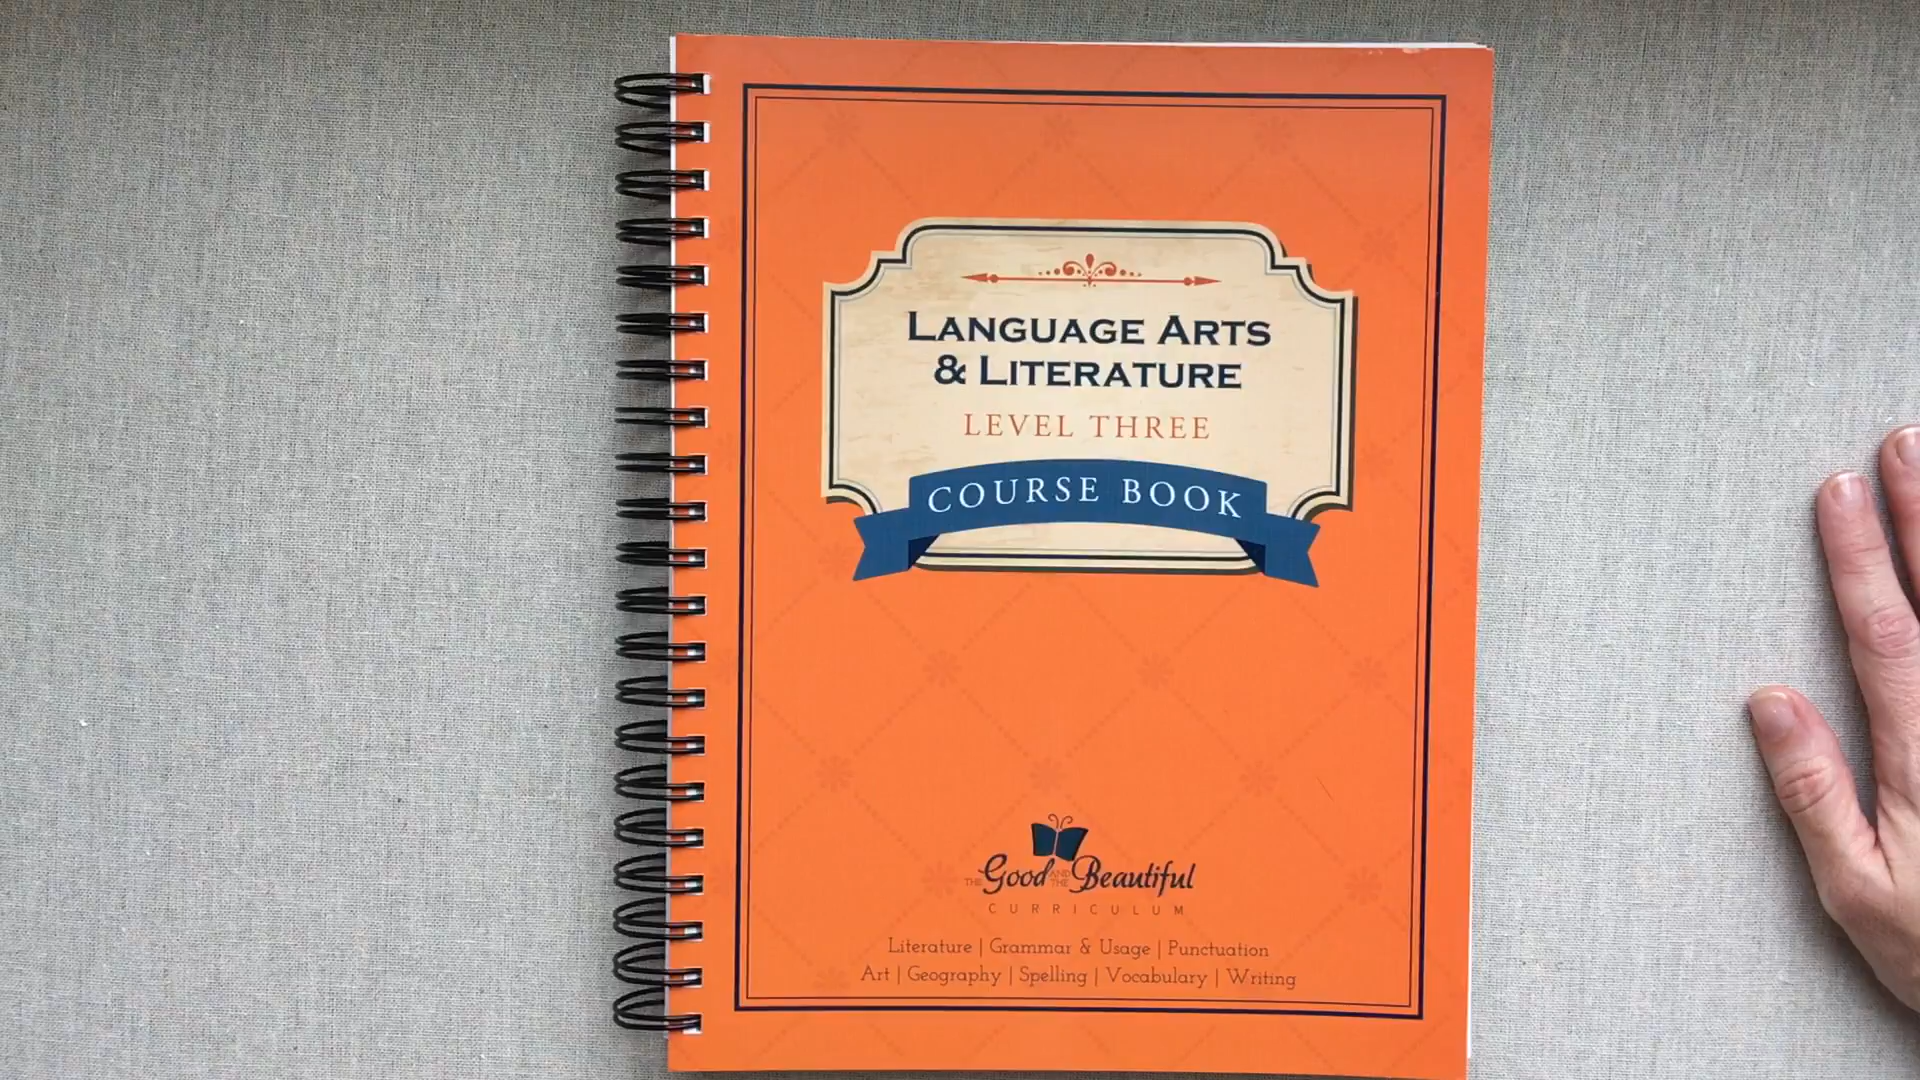 LANGUAGE ARTS
& LITERATURE
LEVEL THREE
COURSE BOOK
THE Good AND THE Beautiful
CURRICULUM
Literature | Grammar & Usage | Punctuation
Art | Geography | Spelling | Vocabulary | Writing